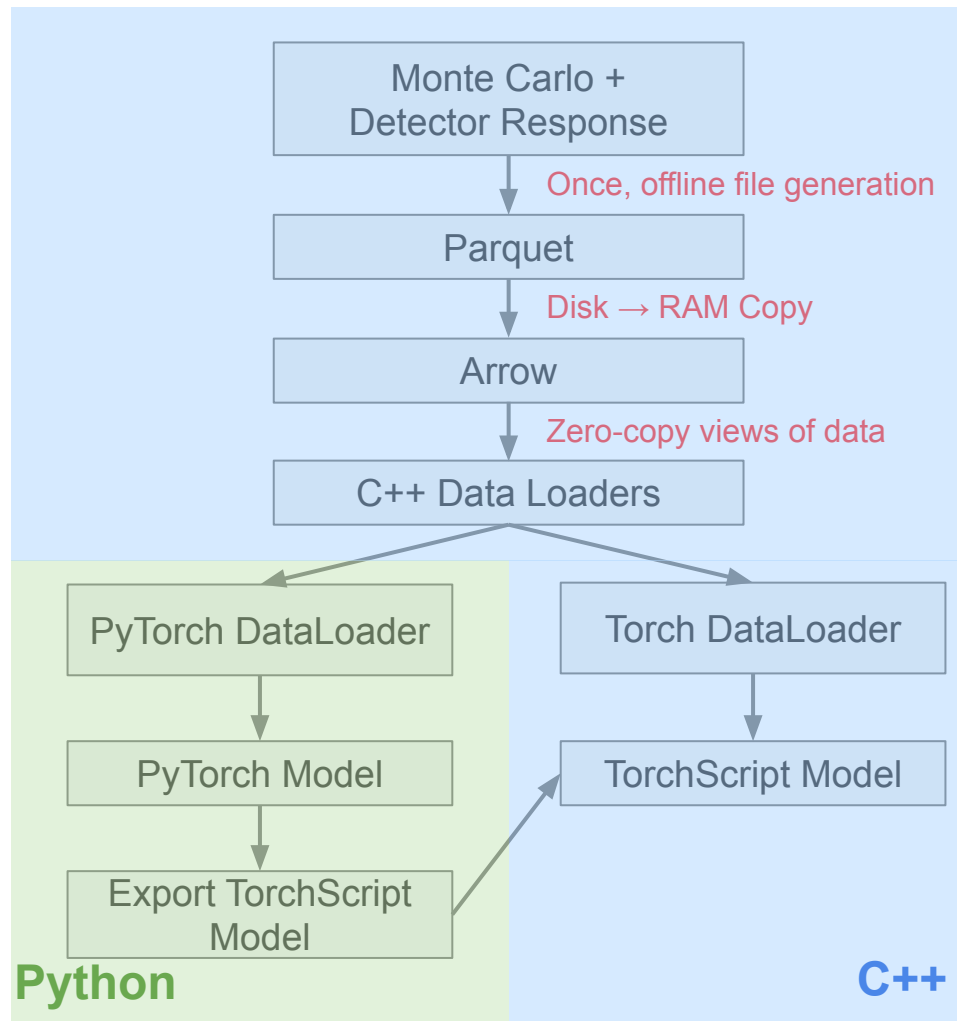 Monte Carlo +
Detector Response
Once, offline file generation
Parquet
Disk → RAM Copy
Arrow
Zero-copy views of data
C++ Data Loaders
PyTorch DataLoader
Torch DataLoader
PyTorch Model
TorchScript Model
Export TorchScript
Model
Python
C++